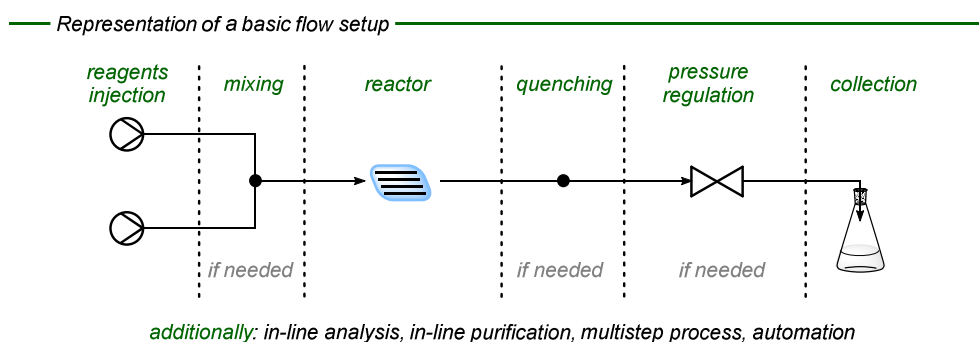 Representation of a basic flow setup
reagents
injection
mixing
reactor
quenching
pressure
regulation
collection
if needed
if needed
if needed
additionally: in-line analysis, in-line purification, multistep process, automation